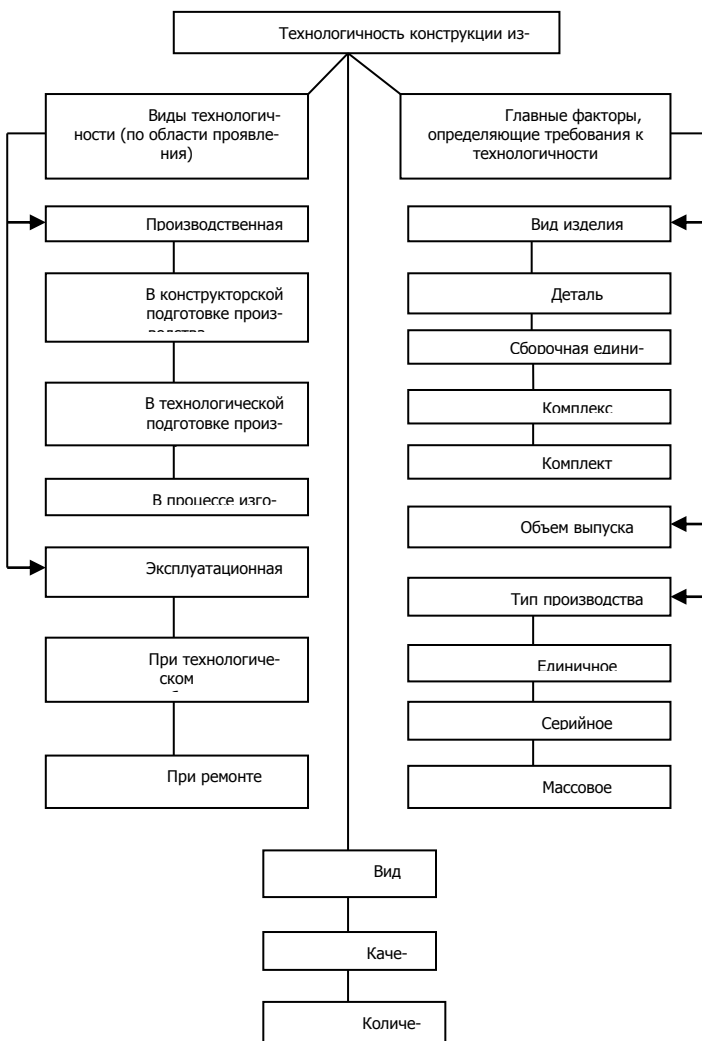 Технологичность конструкции из-
Виды технологич-
ности (по области проявле-
ния)
Главные факторы,
определяющие требования к
технологичности
Производственная
В конструкторской
подготовке произ-
В технологической
подготовке произ-
В процессе изго-
Эксплуатационная
При технологиче-
ском
При ремонте
Вид изделия
Деталь
Сборочная едини-
Комплекс
Комплект
Объем выпуска
Тип производства
Единичное
Серийное
Массовое
Вид
Каче-
Количе-